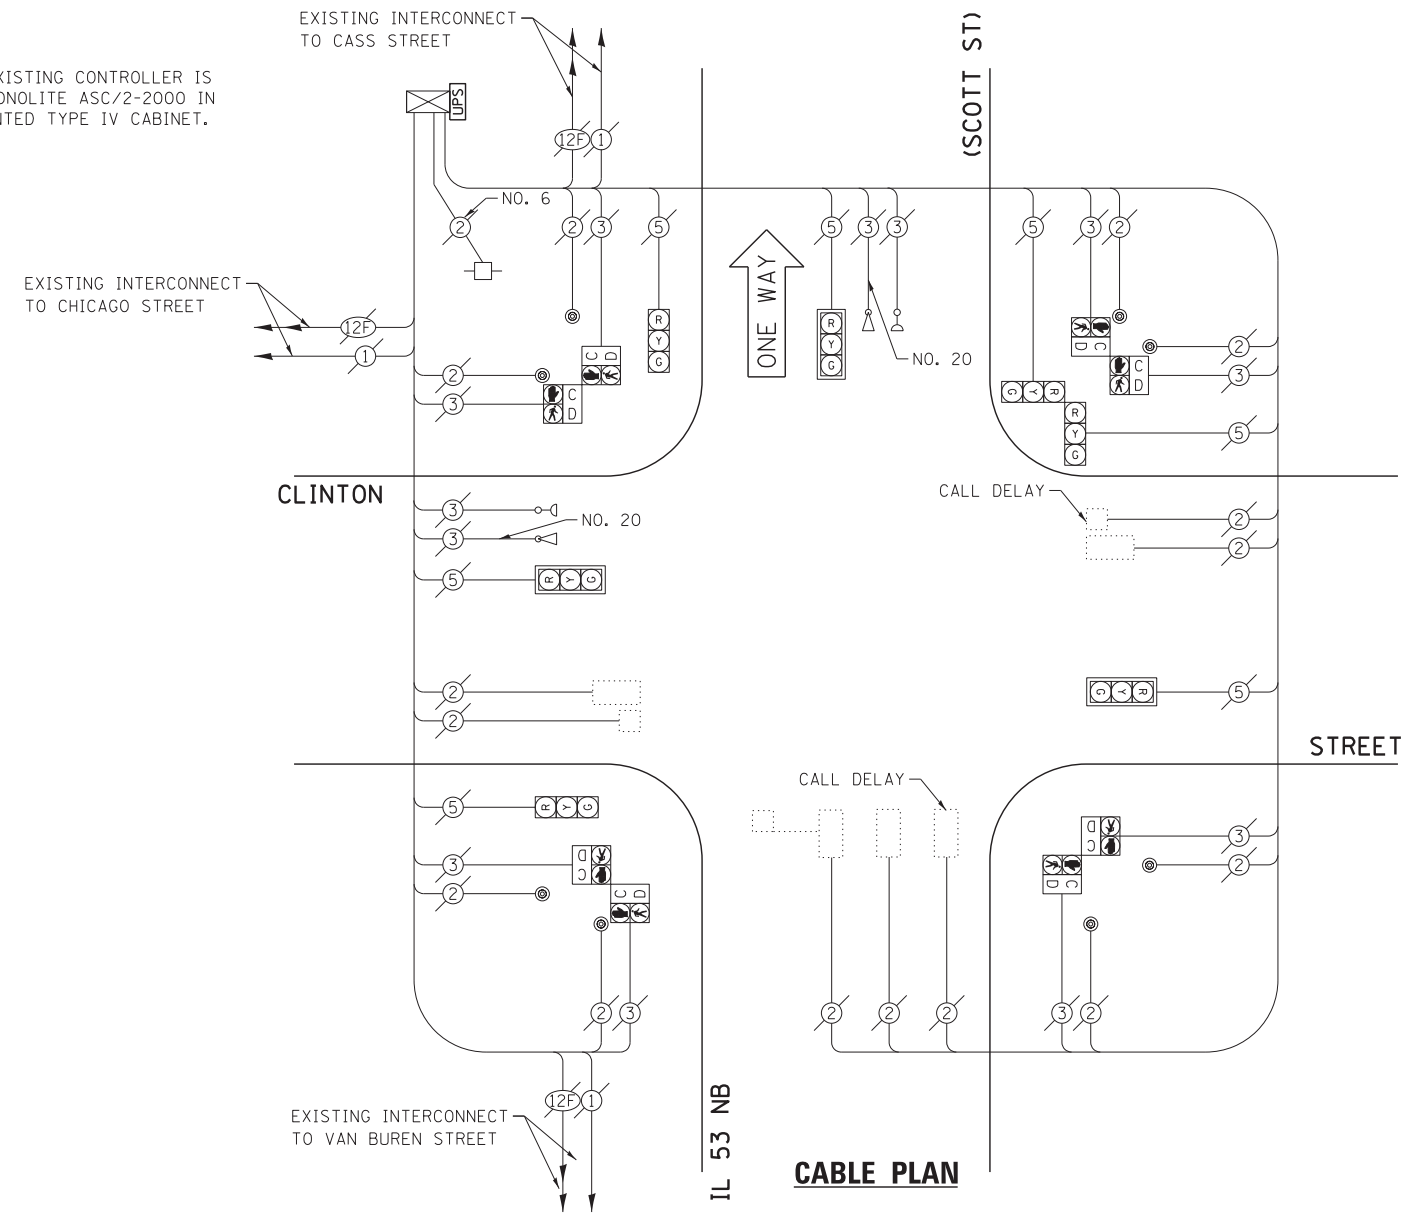 EXISTING INTERCONNECT
TO CASS STREET
(SCOTT ST)
XISTING CONTROLLER IS
ONOLITE ASC/2-2000 IN
NTED TYPE IV CABINET.
UPS
12F 1
NO. 6
2 2 3 5 5 3 3 5 3 2
EXISTING INTERCONNECT
TO CHICAGO STREET
ONE WAY
12F
1
R
Y
G
R
Y
G
NO. 20
C D
D C
2
2
3
3
C
D
C
D
G Y R
R
Y
G
5
CLINTON
CALL DELAY
3
NO. 20
3
2
2
5
R Y G
2
2
G Y R
5
STREET
CALL DELAY
5
R Y G
3
D
C
C D
2
D
C
D C
3
2
2 3
2 2 2 3 2
12F 1
EXISTING INTERCONNECT
TO VAN BUREN STREET
IL 53 NB
CABLE PLAN